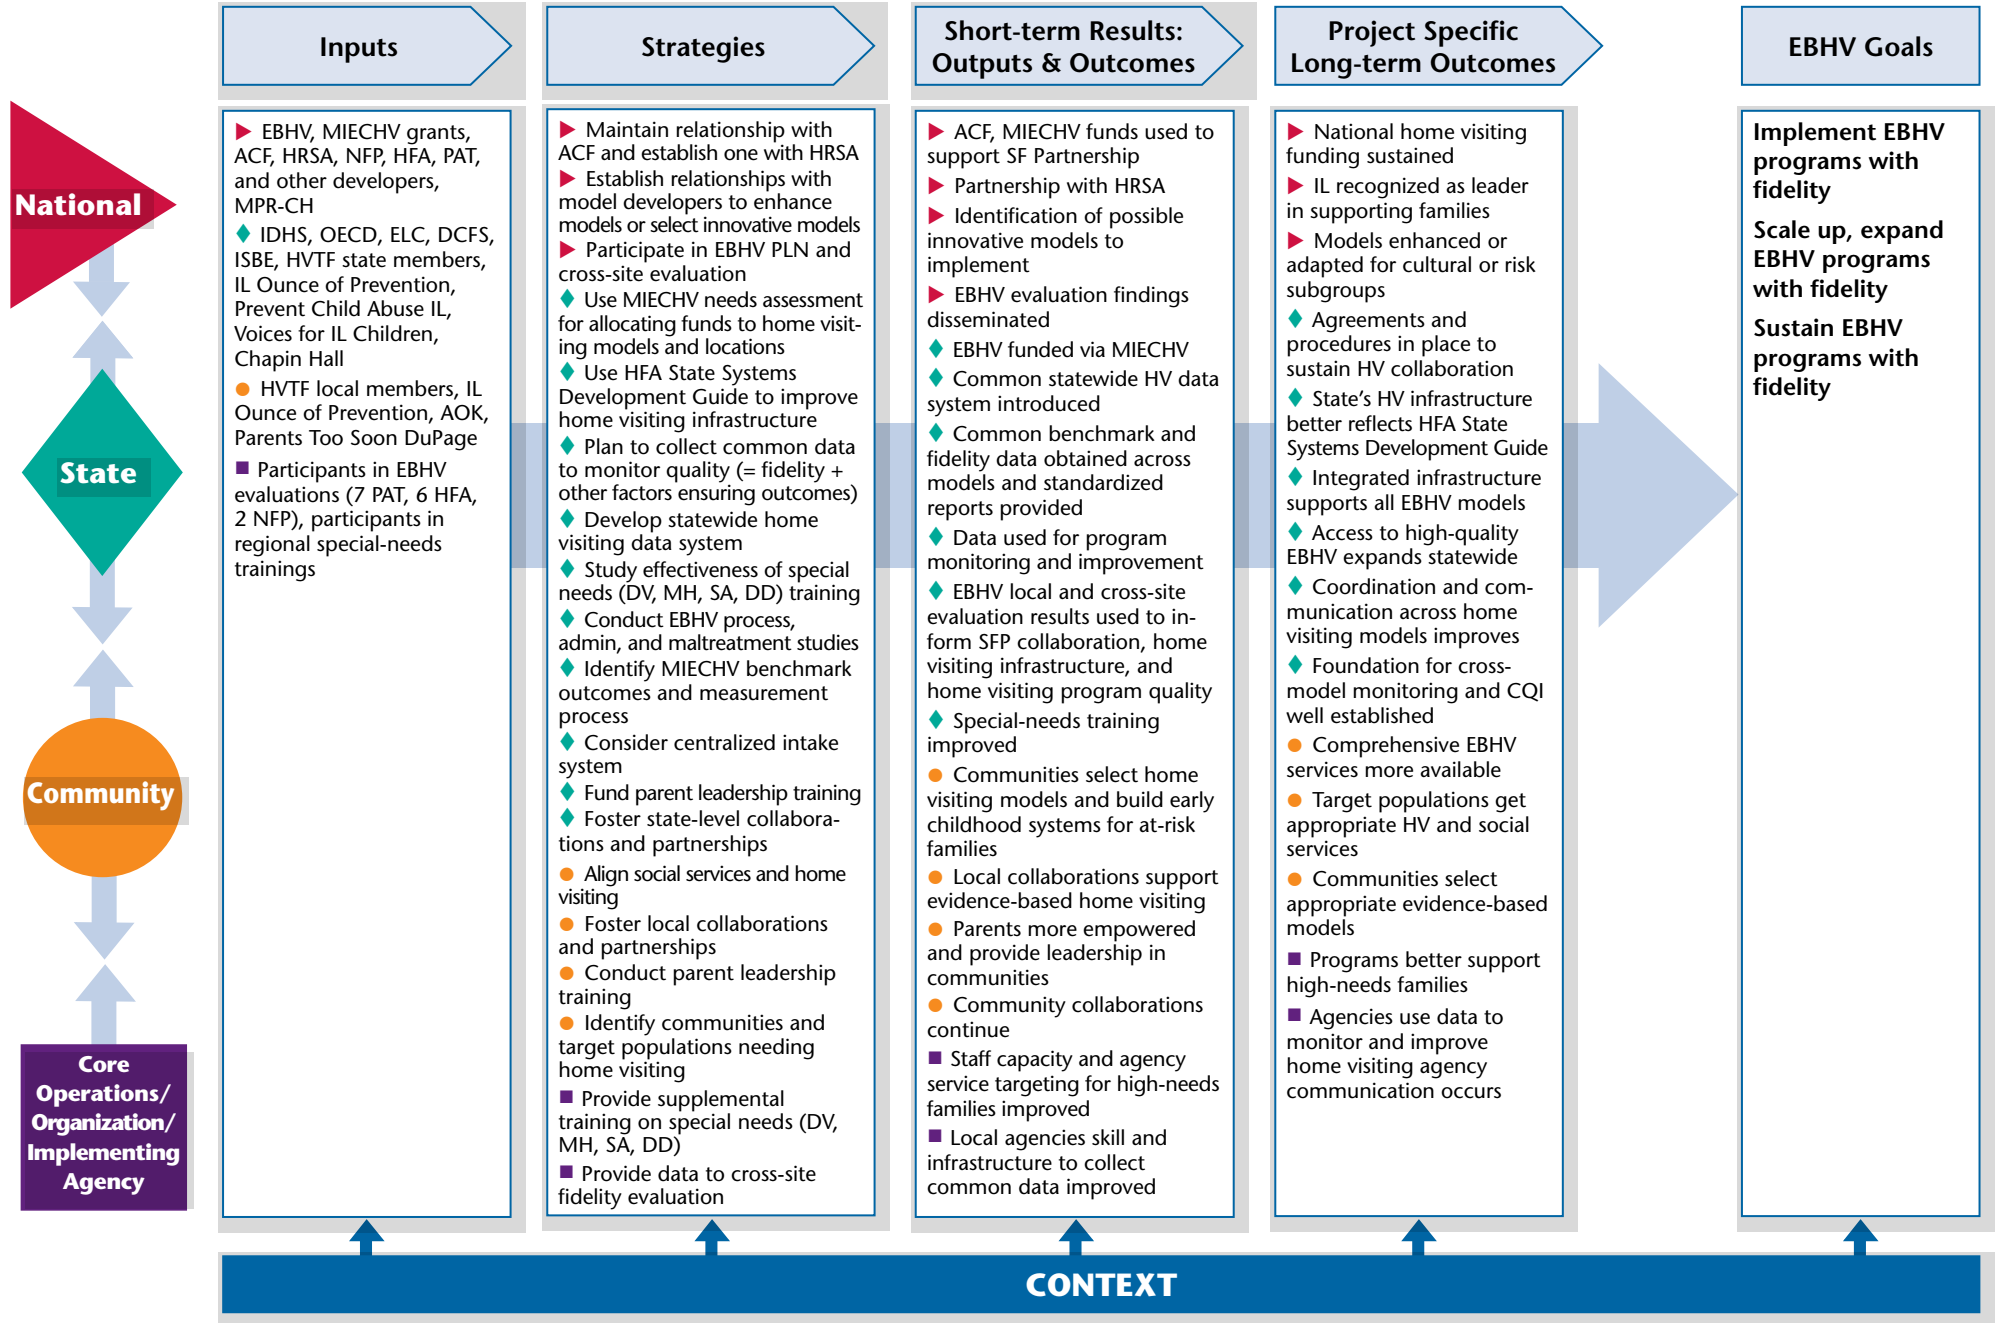 Inputs
Strategies
Short-term Results:
Outputs & Outcomes
Project Specific
Long-term Outcomes
EBHV Goals
National
State
Community
Core
Operations/
Organization/
Implementing
Agency
EBHV, MIECHV grants,
ACF, HRSA, NFP, HFA, PAT,
and other developers,
MPR-CH
IDHS, OECD, ELC, DCFS,
ISBE, HVTF state members,
IL Ounce of Prevention,
Prevent Child Abuse IL,
Voices for IL Children,
Chapin Hall
HVTF local members, IL
Ounce of Prevention, AOK,
Parents Too Soon DuPage
Participants in EBHV
evaluations (7 PAT, 6 HFA,
2 NFP), participants in
regional special-needs
trainings
Maintain relationship with
ACF and establish one with HRSA
Establish relationships with
model developers to enhance
models or select innovative models
Participate in EBHV PLN and
cross-site evaluation
Use MIECHV needs assessment
for allocating funds to home visit-
ing models and locations
Use HFA State Systems
Development Guide to improve
home visiting infrastructure
Plan to collect common data
to monitor quality (= fidelity +
other factors ensuring outcomes)
Develop statewide home
visiting data system
Study effectiveness of special
needs (DV, MH, SA, DD) training
Conduct EBHV process,
admin, and maltreatment studies
Identify MIECHV benchmark
outcomes and measurement
process
Consider centralized intake
system
Fund parent leadership training
Foster state-level collabora-
tions and partnerships
Align social services and home
visiting
Foster local collaborations
and partnerships
Conduct parent leadership
training
Identify communities and
target populations needing
home visiting
Provide supplemental
training on special needs (DV,
MH, SA, DD)
Provide data to cross-site
fidelity evaluation
ACF, MIECHV funds used to
support SF Partnership
Partnership with HRSA
Identification of possible
innovative models to
implement
EBHV evaluation findings
disseminated
EBHV funded via MIECHV
Common statewide HV data
system introduced
Common benchmark and
fidelity data obtained across
models and standardized
reports provided
Data used for program
monitoring and improvement
EBHV local and cross-site
evaluation results used to in-
form SFP collaboration, home
visiting infrastructure, and
home visiting program quality
Special-needs training
improved
Communities select home
visiting models and build early
childhood systems for at-risk
families
Local collaborations support
evidence-based home visiting
Parents more empowered
and provide leadership in
communities
Community collaborations
continue
Staff capacity and agency
service targeting for high-needs
families improved
Local agencies skill and
infrastructure to collect
common data improved
National home visiting
funding sustained
IL recognized as leader
in supporting families
Models enhanced or
adapted for cultural or risk
subgroups
Agreements and
procedures in place to
sustain HV collaboration
State’s HV infrastructure
better reflects HFA State
Systems Development Guide
Integrated infrastructure
supports all EBHV models
Access to high-quality
EBHV expands statewide
Coordination and com-
munication across home
visiting models improves
Foundation for cross-
model monitoring and CQI
well established
Comprehensive EBHV
services more available
Target populations get
appropriate HV and social
services
Communities select
appropriate evidence-based
models
Programs better support
high-needs families
Agencies use data to
monitor and improve
home visiting agency
communication occurs
Implement EBHV
programs with
fidelity
Scale up, expand
EBHV programs
with fidelity
Sustain EBHV
programs with
fidelity
CONTEXT